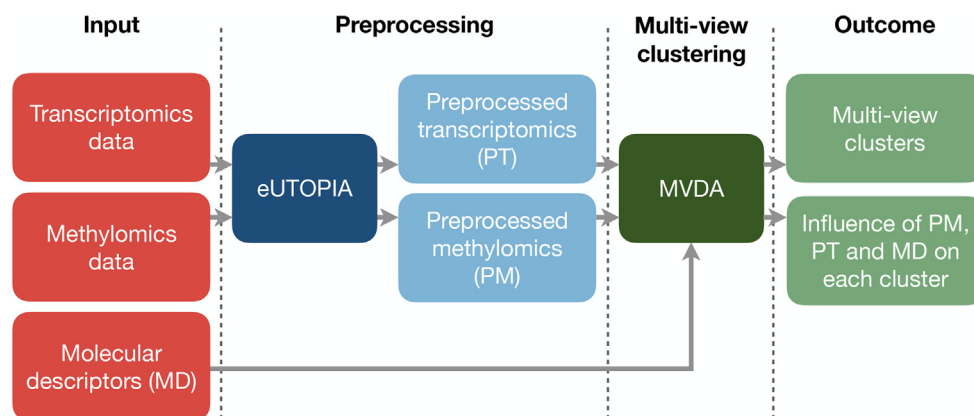 Input
Preprocessing
Multi-view
clustering
Outcome
Transcriptomics
data
Methylomics
data
Molecular
descriptors (MD)
eUTOPIA
Preprocessed
transcriptomics
(PT)
Preprocessed
methylomics
(PM)
MVDA
Multi-view
clusters
Influence of PM,
PT and MD on
each cluster